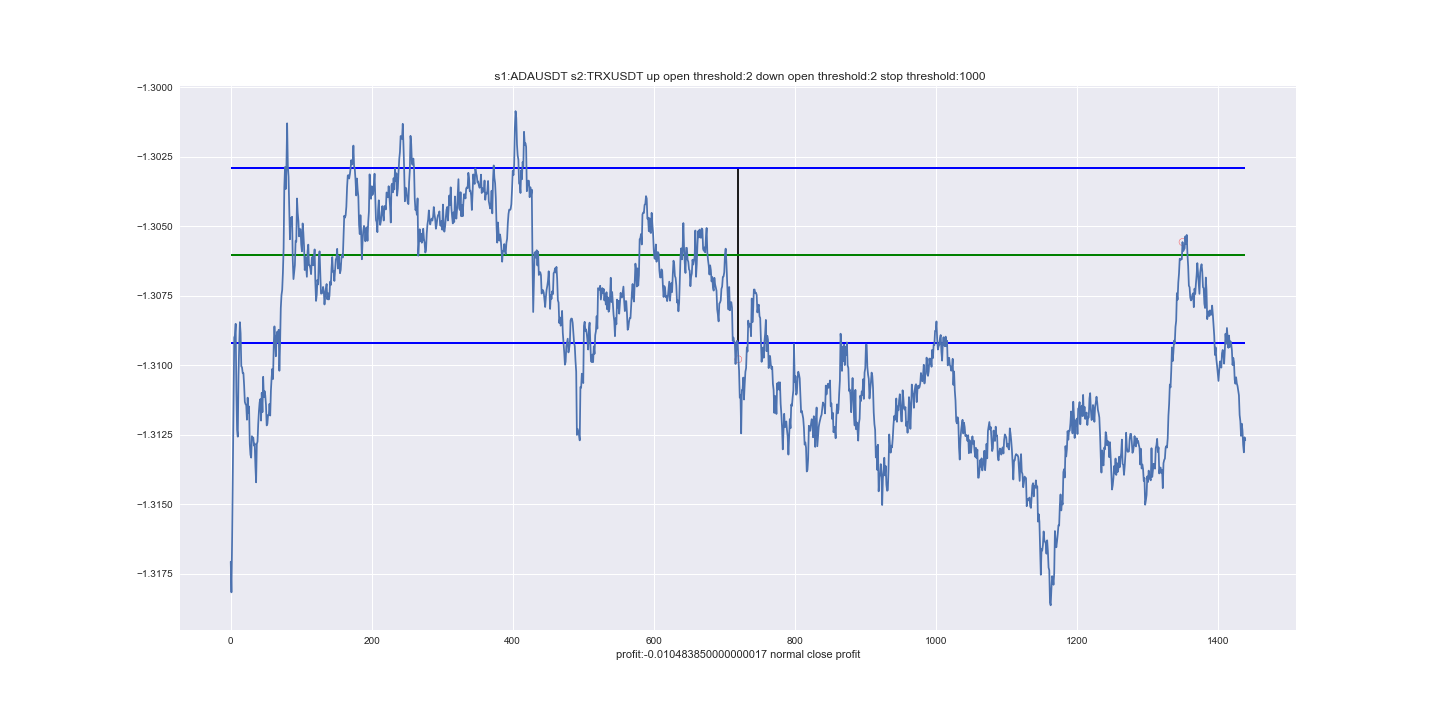 s1:ADAUSDT s2:TRXUSDT up open threshold:2 down open threshold:2 stop threshold:1000
−1.3000
−1.3025
−1.3050
−1.3075
−1.3100
−1.3125
−1.3150
−1.3175
0 200 400 600 800 1000 1200 1400
profit:-0.010483850000000017 normal close profit